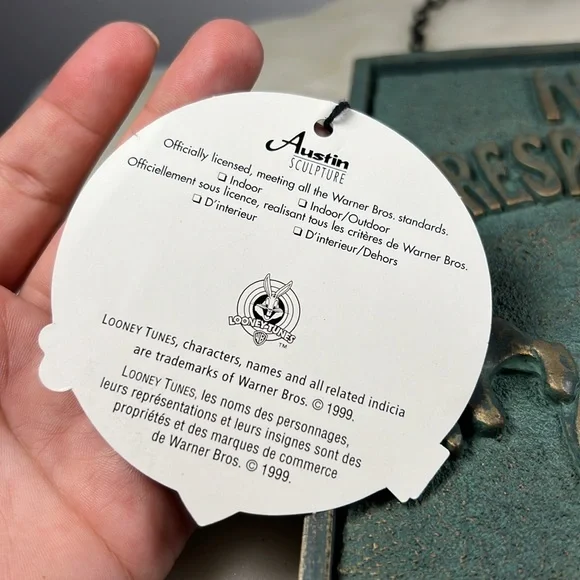 Austin
SCULPTURE
Officially licensed, meeting all the Warner Bros. standards.
❑ Indoor ❑ Indoor/Outdoor
Officiellement sous licence, realisant tous les critères de Warner Bros.
❑ D'interieur ❑ D'interieur/Dehors
LOONEY TUNES
WB
TM
LOONEY TUNES, characters, names and all related indicia
are trademarks of Warner Bros. © 1999.
LOONEY TUNES, les noms des personnages,
leurs représentations et leurs insignes sont des
propriétés et des marques de commerce
de Warner Bros. © 1999.
N
RESP